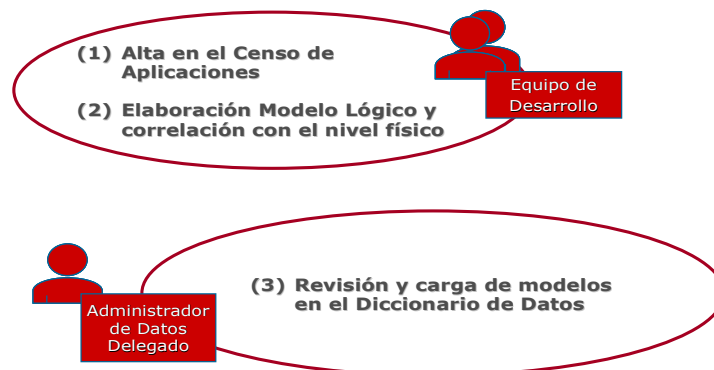 (1) Alta en el Censo de
Aplicaciones
(2) Elaboración Modelo Lógico y
correlación con el nivel físico
Equipo de
Desarrollo
(3) Revisión y carga de modelos
en el Diccionario de Datos
Administrador
de Datos
Delegado